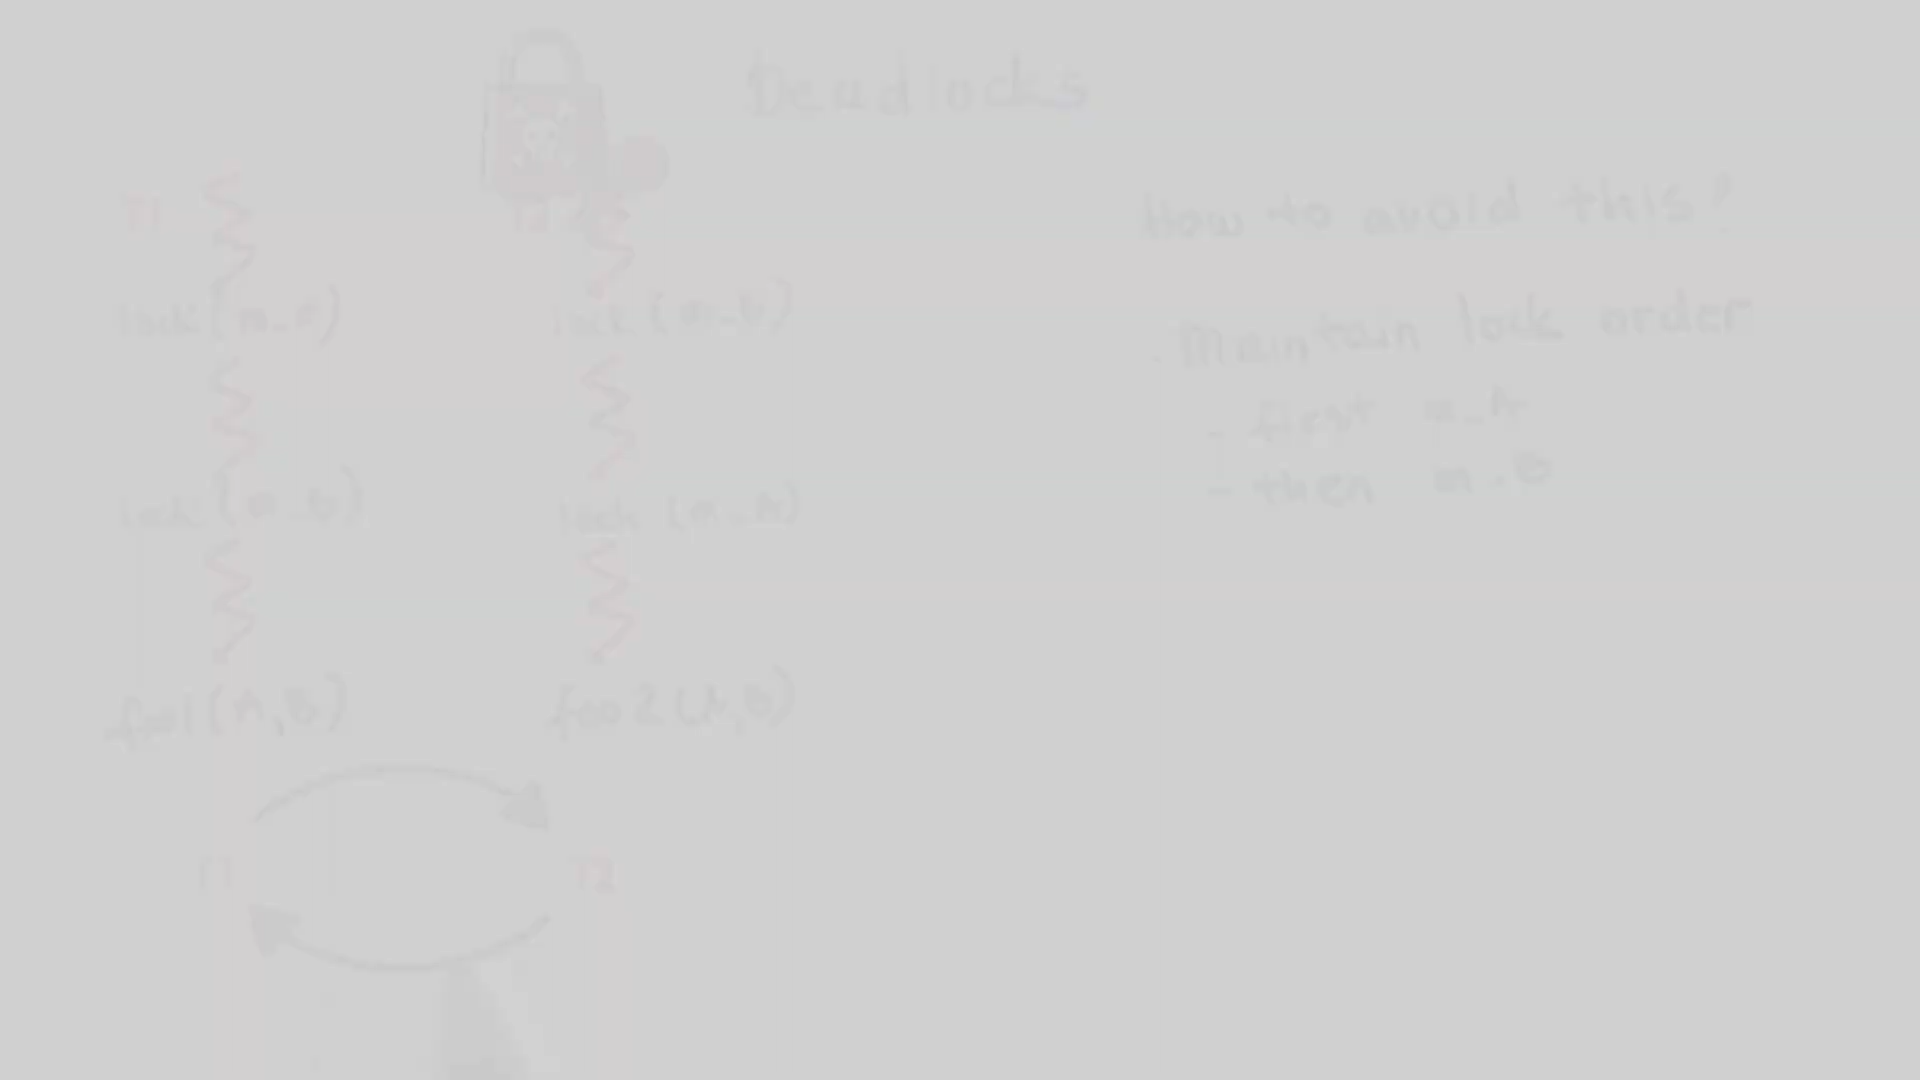 Deadlocks
T1
T2
lock(m_A)
lock(m_b)
lock(m_b)
lock(m_A)
foo1(A,B)
foo2(A,B)
T1
T2
How to avoid this?
. Maintain lock order
- first m_A
- then m_B